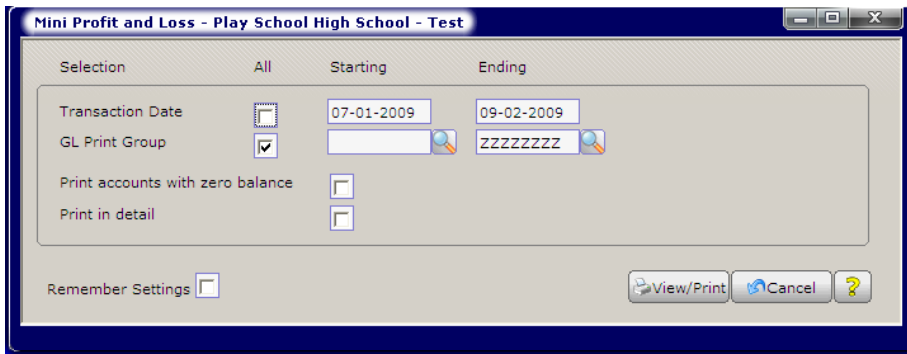 Mini Profit and Loss - Play School High School - Test
Selection All Starting Ending
Transaction Date 07-01-2009 09-02-2009
GL Print Group ZZZZZZZZ
Print accounts with zero balance
Print in detail
Remember Settings View/Print Cancel ?